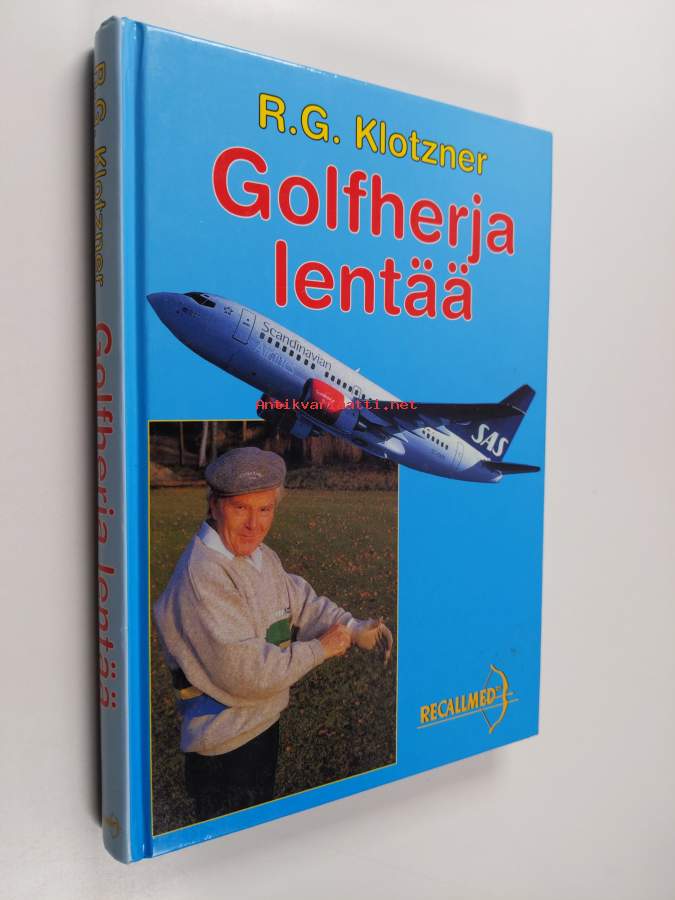 R.G. Klotzner
Golfherja
lentää
Scandinavian
SAS
Antikvariaatti.net
RECALLMED
R.G. Klotzner Golfherja lentää